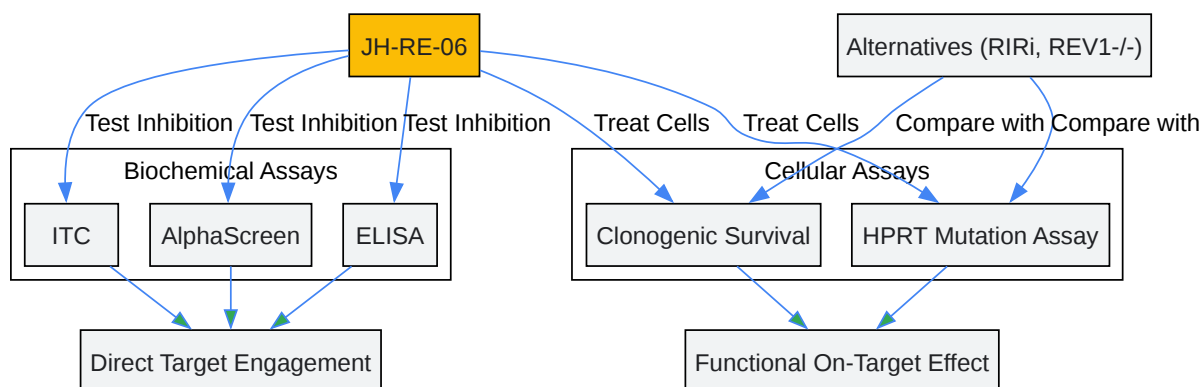 JH-RE-06
Alternatives (RIRi, REV1-/-)
Test Inhibition
Test Inhibition
Test Inhibition
Treat Cells
Treat Cells
Compare with
Compare with
Biochemical Assays
Cellular Assays
ITC
AlphaScreen
ELISA
Clonogenic Survival
HPRT Mutation Assay
Direct Target Engagement
Functional On-Target Effect